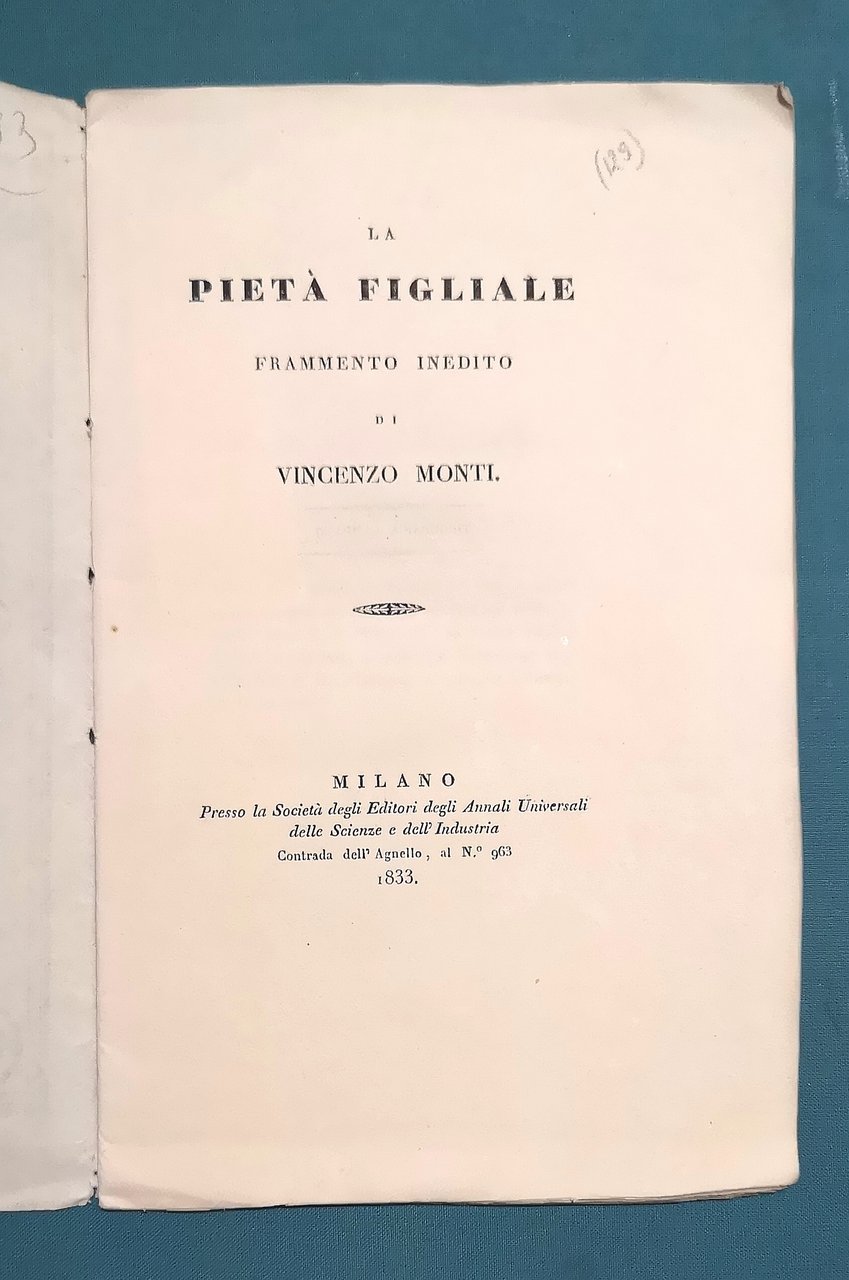 LA
PIETÀ FIGLIALE
FRAMMENTO INEDITO
DI
VINCENZO MONTI.
MILANO
Presso la Società degli Editori degli Annali Universali
delle Scienze e dell' Industria
Contrada dell' Agnello, al N.º 963
1833.